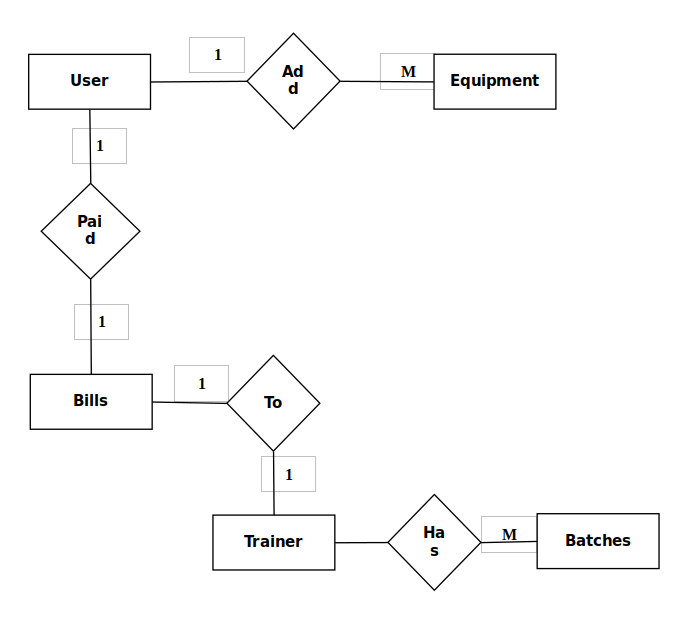 1
Ad
d
M
User
Equipment
1
Pai
d
1
Bills
1
To
1
Trainer
Ha
s
M
Batches